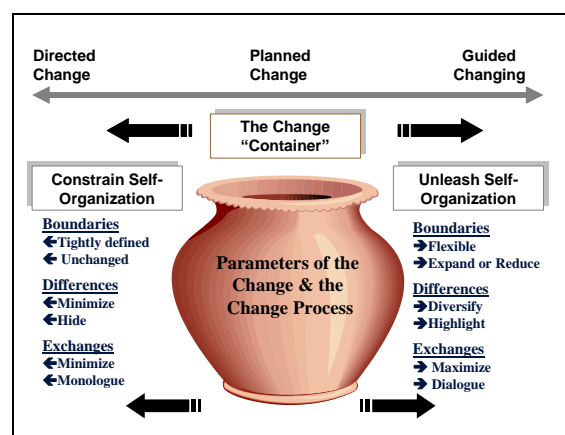 Directed
Change
Planned
Change
Guided
Changing
The Change
“Container”
Constrain Self-
Organization
Boundaries
←Tightly defined
← Unchanged
Differences
←Minimize
←Hide
Exchanges
←Minimize
←Monologue
Parameters of the
Change & the
Change Process
Unleash Self-
Organization
Boundaries
→Flexible
→Expand or Reduce
Differences
→Diversify
→Highlight
Exchanges
→ Maximize
→ Dialogue